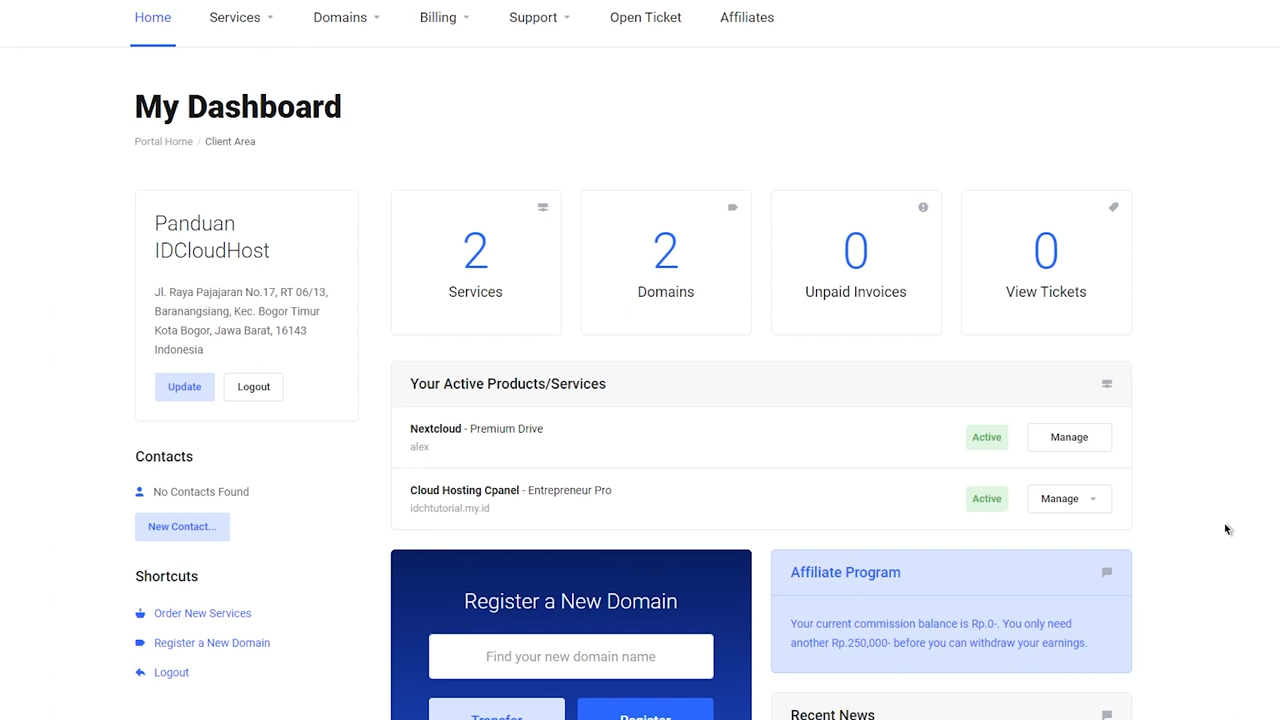 Home Services Domains Billing Support Open Ticket Affiliates
My Dashboard
Portal Home / Client Area
Panduan
IDCloudHost
Jl. Raya Pajajaran No.17, RT 06/13,
Baranangsiang, Kec. Bogor Timur
Kota Bogor, Jawa Barat, 16143
Indonesia
Update Logout
Contacts
No Contacts Found
New Contact...
Shortcuts
Order New Services
Register a New Domain
Logout
2
Services
2
Domains
0
Unpaid Invoices
0
View Tickets
Your Active Products/Services
Nextcloud - Premium Drive
alex
Active Manage
Cloud Hosting Cpanel - Entrepreneur Pro
idchtutorial.my.id
Active Manage
Register a New Domain
Find your new domain name
Transfer Register
Affiliate Program
Your current commission balance is Rp.0-. You only need
another Rp.250,000- before you can withdraw your earnings.
Recent News